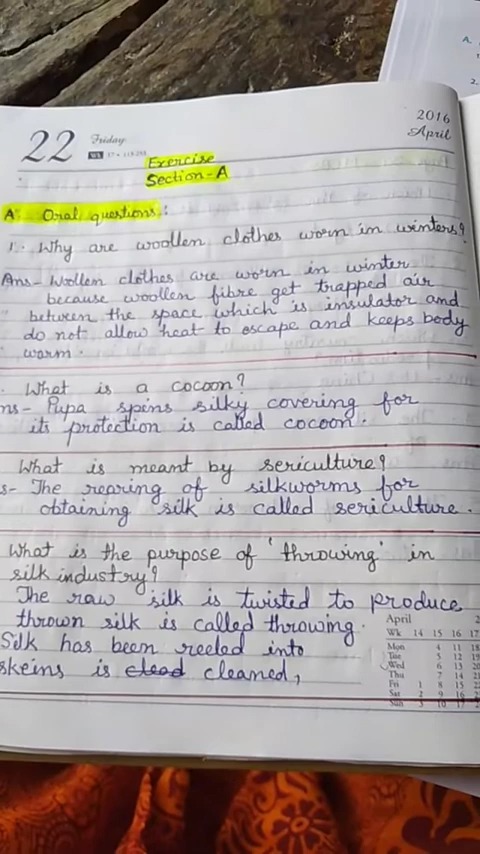 2016
April
22 Friday
Exercise
Section-A
A. Oral questions:
1. Why are woollen clothes worn in winters?
Ans- Woollen clothes are worn in winter
because woollen fibre get trapped air
between the space which is insulator and
do not allow heat to escape and keeps body
warm.
What is a cocoon?
ns- Pupa spens silky covering for
its protection is called cocoon.
What is meant by sericulture?
s- The rearing of silkworms for
obtaining silk is called sericulture.
What is the purpose of 'throwing' in
silk industry?
The raw silk is twisted to produce
thrown silk is called throwing.
Silk has been reeled into
skeins is cleaned,
April
Wk 14 15 16 17
Mon 4 11 18
Tue 5 12 19
Wed 6 13 20
Thu 7 14 21
Fri 1 8 15 22
Sat 2 9 16
Sun 3 10 17
A.
2.